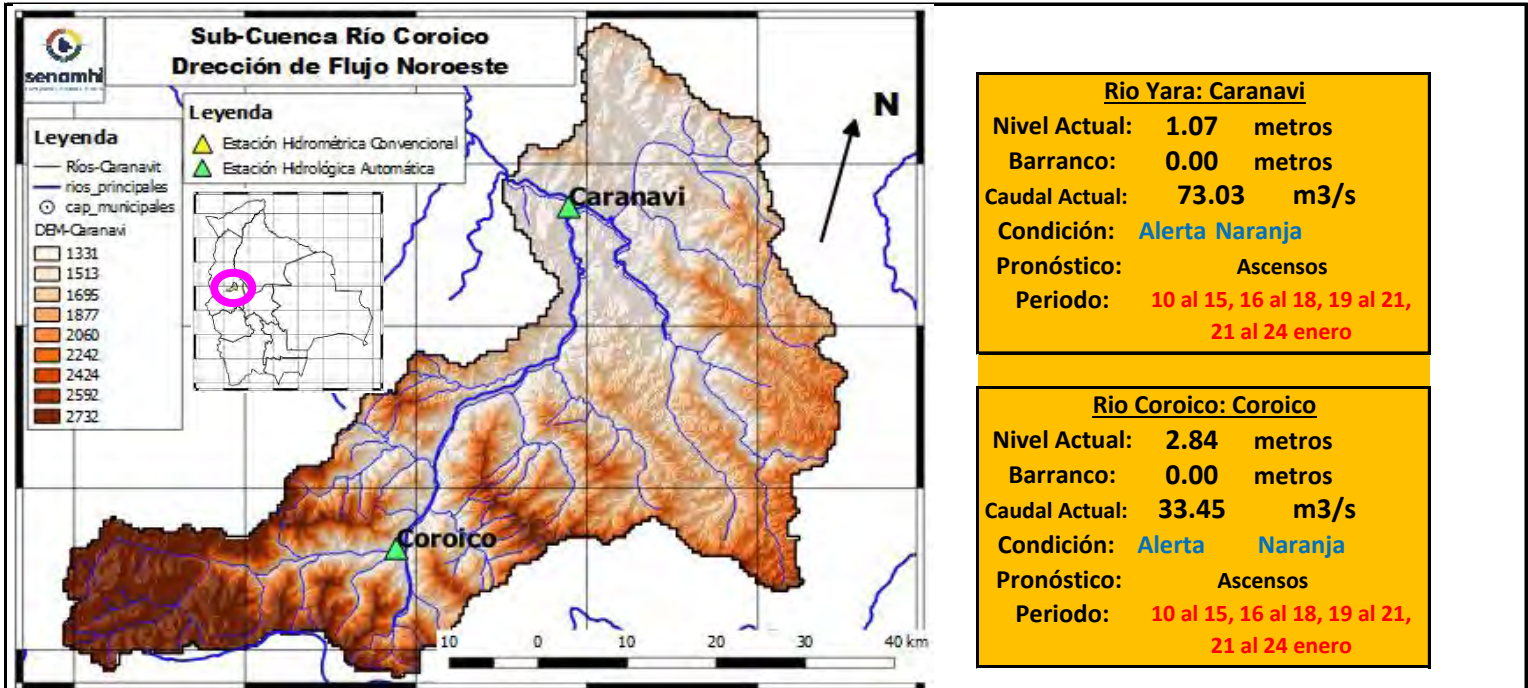 senamhi
Sub-Cuenca Río Coroico
Drección de Flujo Noroeste
Leyenda
Estación Hidrométrica Convencional
Estación Hidrológica Automática
Leyenda
Ríos-Caranavit
rios_principales
cap_municipales
DEM-Caranavi
1331
1513
1695
1877
2060
2242
2424
2592
2732
N
Caranavi
Coroico
10 0 10 20 30 40 km
Rio Yara: Caranavi
Nivel Actual: 1.07 metros
Barranco: 0.00 metros
Caudal Actual: 73.03 m3/s
Condición: Alerta Naranja
Pronóstico: Ascensos
Periodo: 10 al 15, 16 al 18, 19 al 21,
21 al 24 enero
Rio Coroico: Coroico
Nivel Actual: 2.84 metros
Barranco: 0.00 metros
Caudal Actual: 33.45 m3/s
Condición: Alerta Naranja
Pronóstico: Ascensos
Periodo: 10 al 15, 16 al 18, 19 al 21,
21 al 24 enero